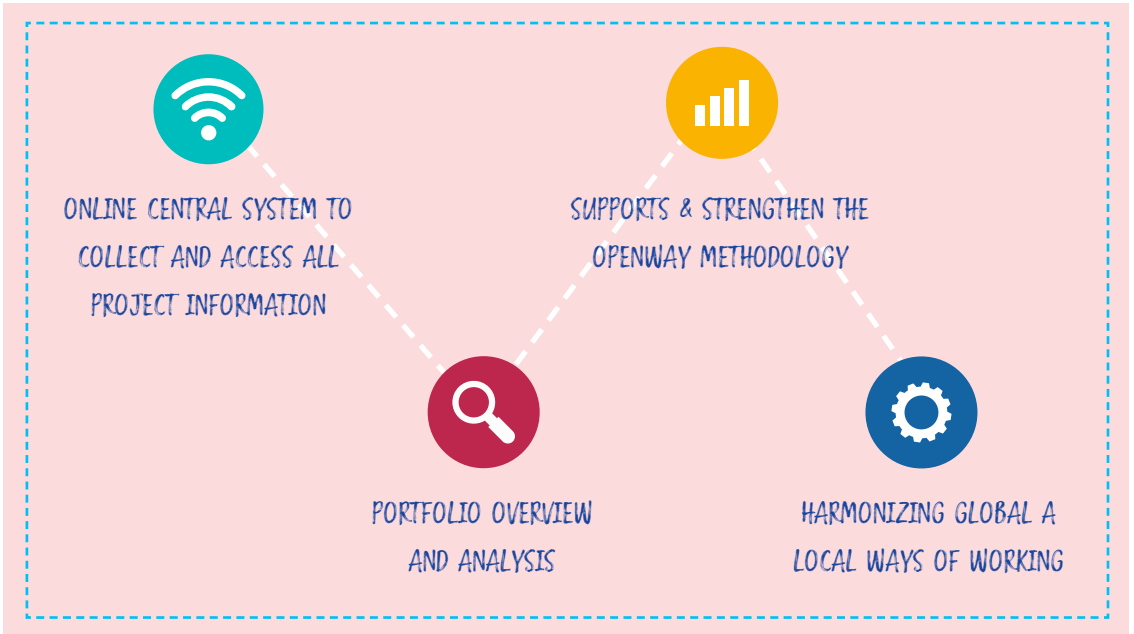 ONLINE CENTRAL SYSTEM TO
COLLECT AND ACCESS ALL
PROJECT INFORMATION
PORTFOLIO OVERVIEW
AND ANALYSIS
SUPPORTS & STRENGTHEN THE
OPENWAY METHODOLOGY
HARMONIZING GLOBAL A
LOCAL WAYS OF WORKING